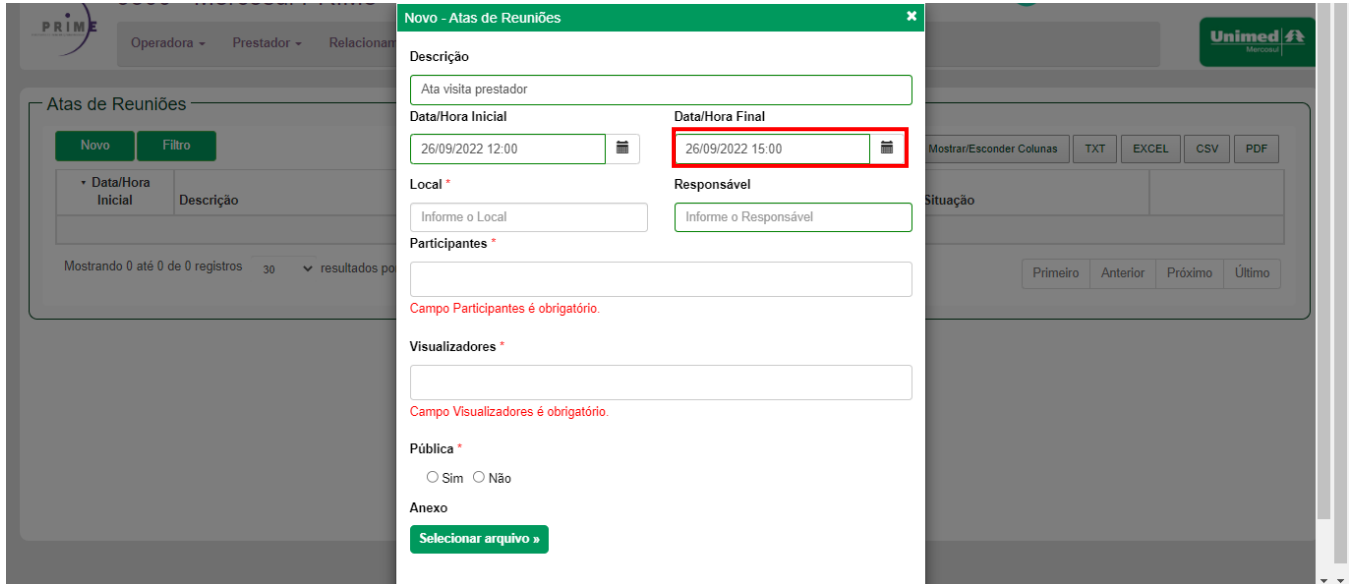 PRIME
Operadora Prestador
Unimed
Mercosul
Novo - Atas de Reuniões ×
Descrição
Ata visita prestador
Data/Hora Inicial Data/Hora Final
26/09/2022 12:00 26/09/2022 15:00
Local * Responsável
Informe o Local Informe o Responsável
Participantes *
Campo Participantes é obrigatório.
Visualizadores *
Campo Visualizadores é obrigatório.
Pública *
Sim Não
Anexo
Selecionar arquivo »
Atas de Reuniões
Novo Filtro
Mostrar/Esconder Colunas TXT EXCEL CSV PDF
Data/Hora
Inicial Descrição Situação
Mostrando 0 até 0 de 0 registros 30 resultados
Primeiro Anterior Próximo Último